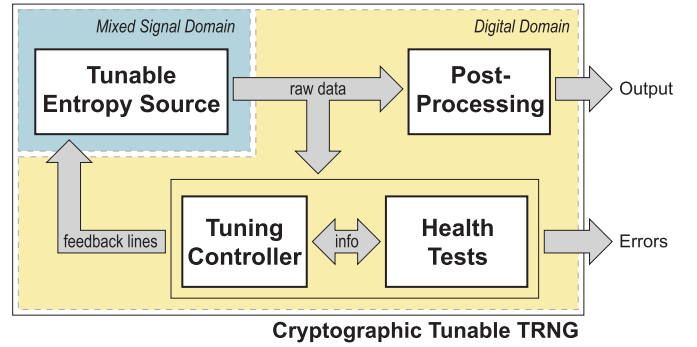 Mixed Signal Domain
Digital Domain
Tunable
Entropy Source
raw data
Post-
Processing
Output
feedback lines
Tuning
Controller
info
Health
Tests
Errors
Cryptographic Tunable TRNG